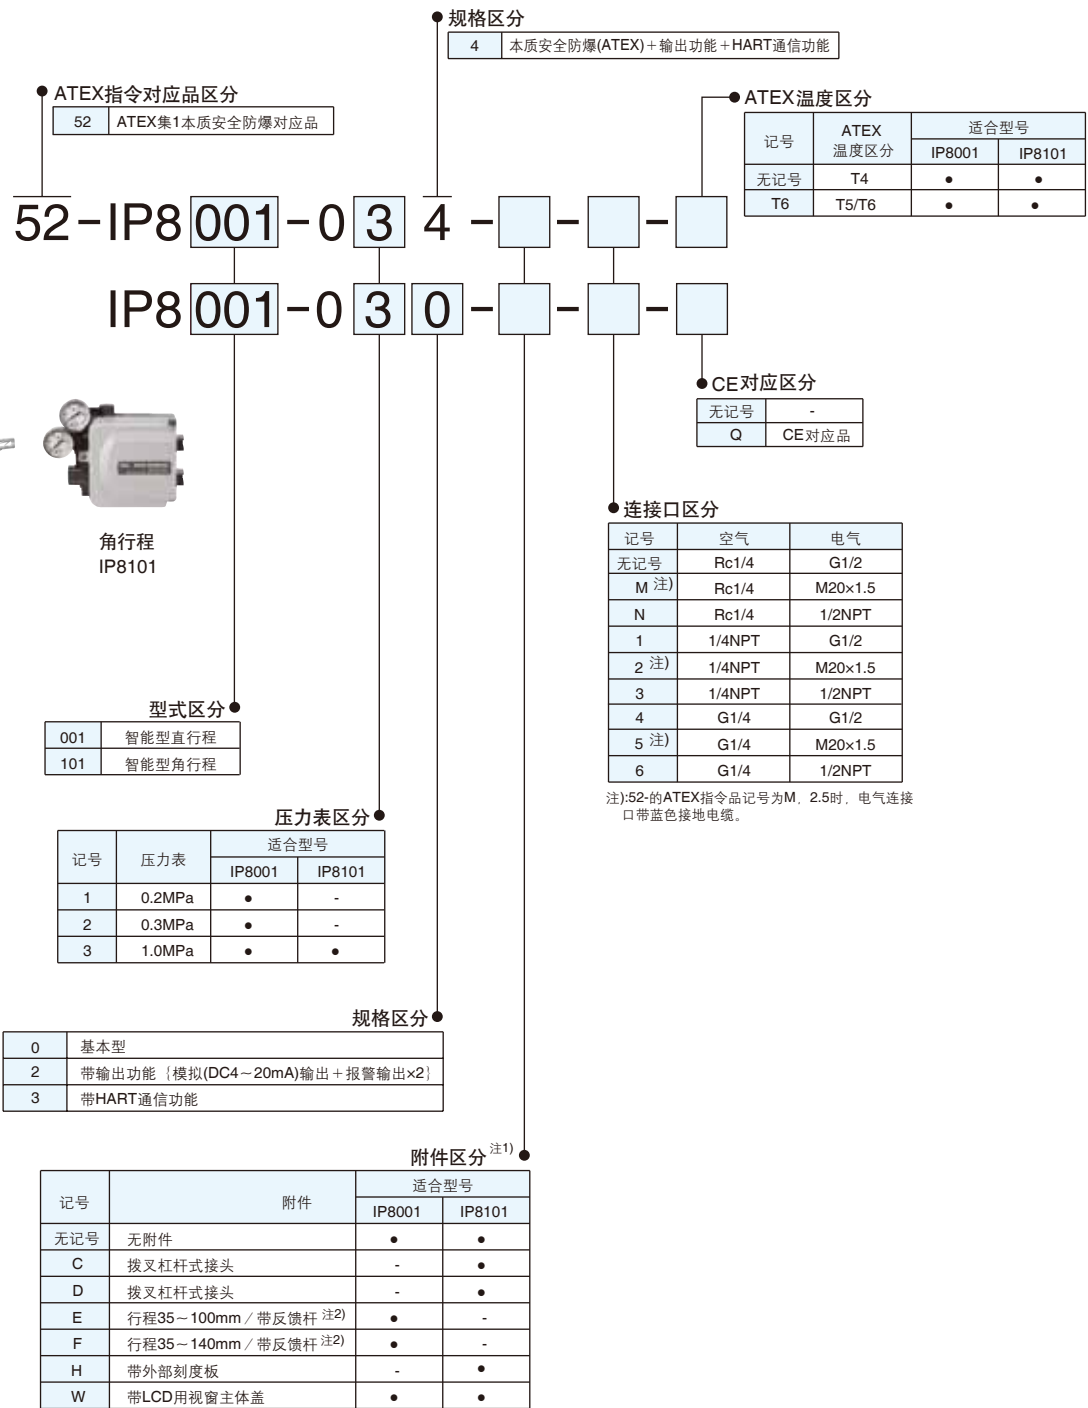 规格区分
4 本质安全防爆(ATEX)+输出功能+HART通信功能
ATEX指令对应品区分
52 ATEX集1本质安全防爆对应品
ATEX温度区分
记号 ATEX温度区分 适合型号
IP8001 IP8101
无记号 T4 ● ●
T6 T5/T6 ● ●
52-IP8 001-0 3 4 - - -
IP8 001-0 3 0 - - -
CE对应区分
无记号 -
Q CE对应品
角行程
IP8101
连接口区分
记号 空气 电气
无记号 Rc1/4 G1/2
M 注) Rc1/4 M20×1.5
N Rc1/4 1/2NPT
1 1/4NPT G1/2
2 注) 1/4NPT M20×1.5
3 1/4NPT 1/2NPT
4 G1/4 G1/2
5 注) G1/4 M20×1.5
6 G1/4 1/2NPT
注):52-的ATEX指令品记号为M，2.5时，电气连接
口带蓝色接地电缆。
型式区分
001 智能型直行程
101 智能型角行程
压力表区分
记号 压力表 适合型号
IP8001 IP8101
1 0.2MPa ● -
2 0.3MPa ● -
3 1.0MPa ● ●
规格区分
0 基本型
2 带输出功能｛模拟(DC4~20mA)输出+报警输出×2｝
3 带HART通信功能
附件区分 注1)
记号 附件 适合型号
IP8001 IP8101
无记号 无附件 ● ●
C 拨叉杠杆式接头 - ●
D 拨叉杠杆式接头 - ●
E 行程35~100mm/带反馈杆 注2) ● -
F 行程35~140mm/带反馈杆 注2) ● -
H 带外部刻度板 - ●
W 带LCD用视窗主体盖 ● ●